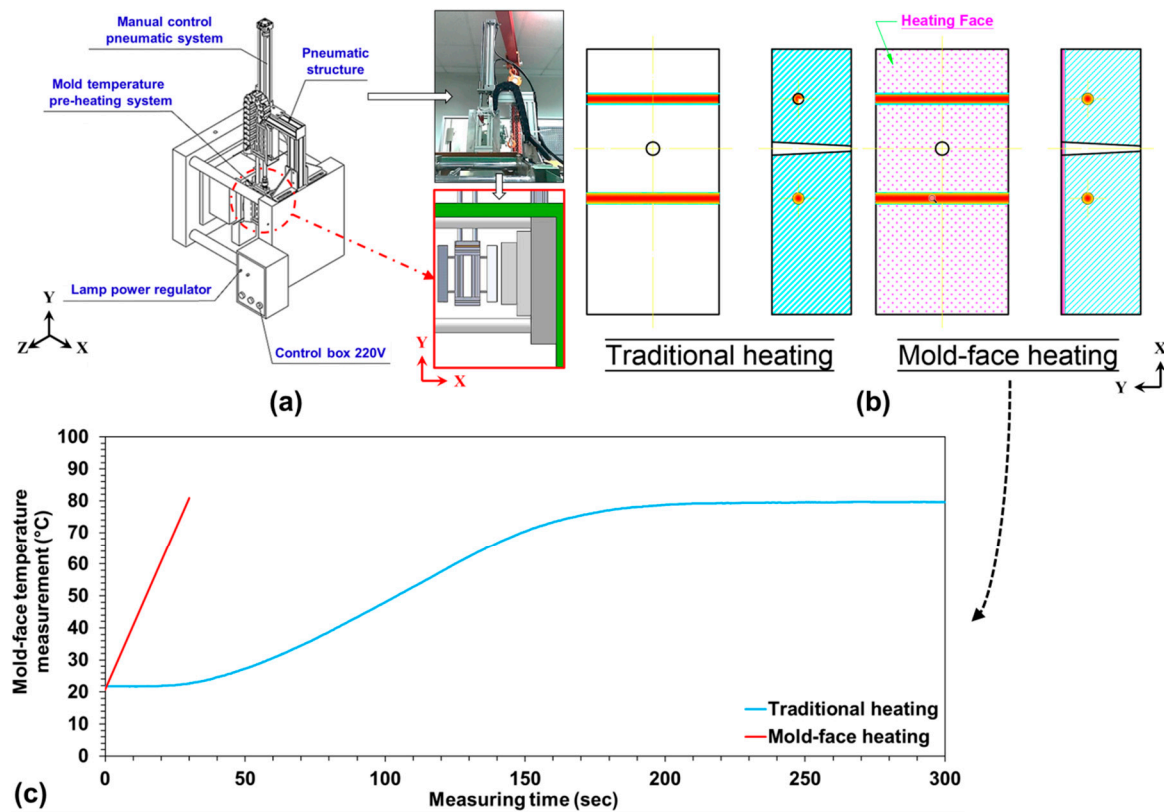 Manual control
pneumatic system
Pneumatic
structure
Mold temperature
pre-heating system
Lamp power regulator
Control box 220V
Y
Z
X
Y
X
(a)
Heating Face
Traditional heating
Mold-face heating
X
Y
(b)
Mold-face temperature
measurement (°C)
100
90
80
70
60
50
40
30
20
10
0
0
50
100
150
200
250
300
Traditional heating
Mold-face heating
Measuring time (sec)
(c)